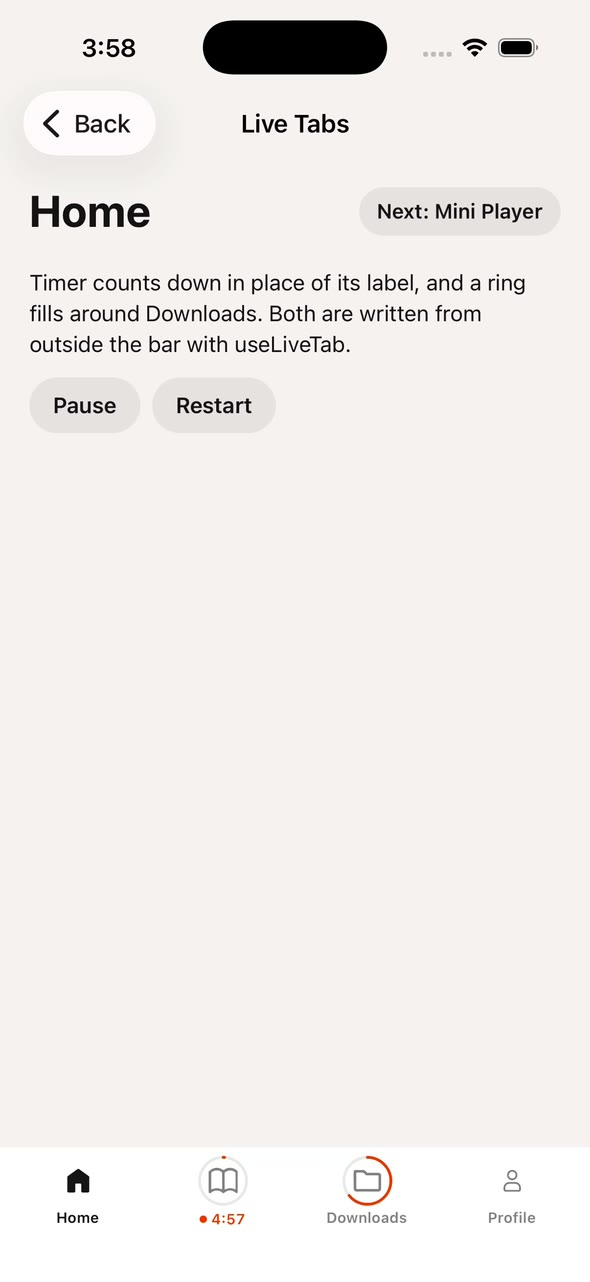 3:58
Back
Live Tabs
Home
Next: Mini Player
Timer counts down in place of its label, and a ring
fills around Downloads. Both are written from
outside the bar with useLiveTab.
Pause
Restart
Home
4:57
Downloads
Profile